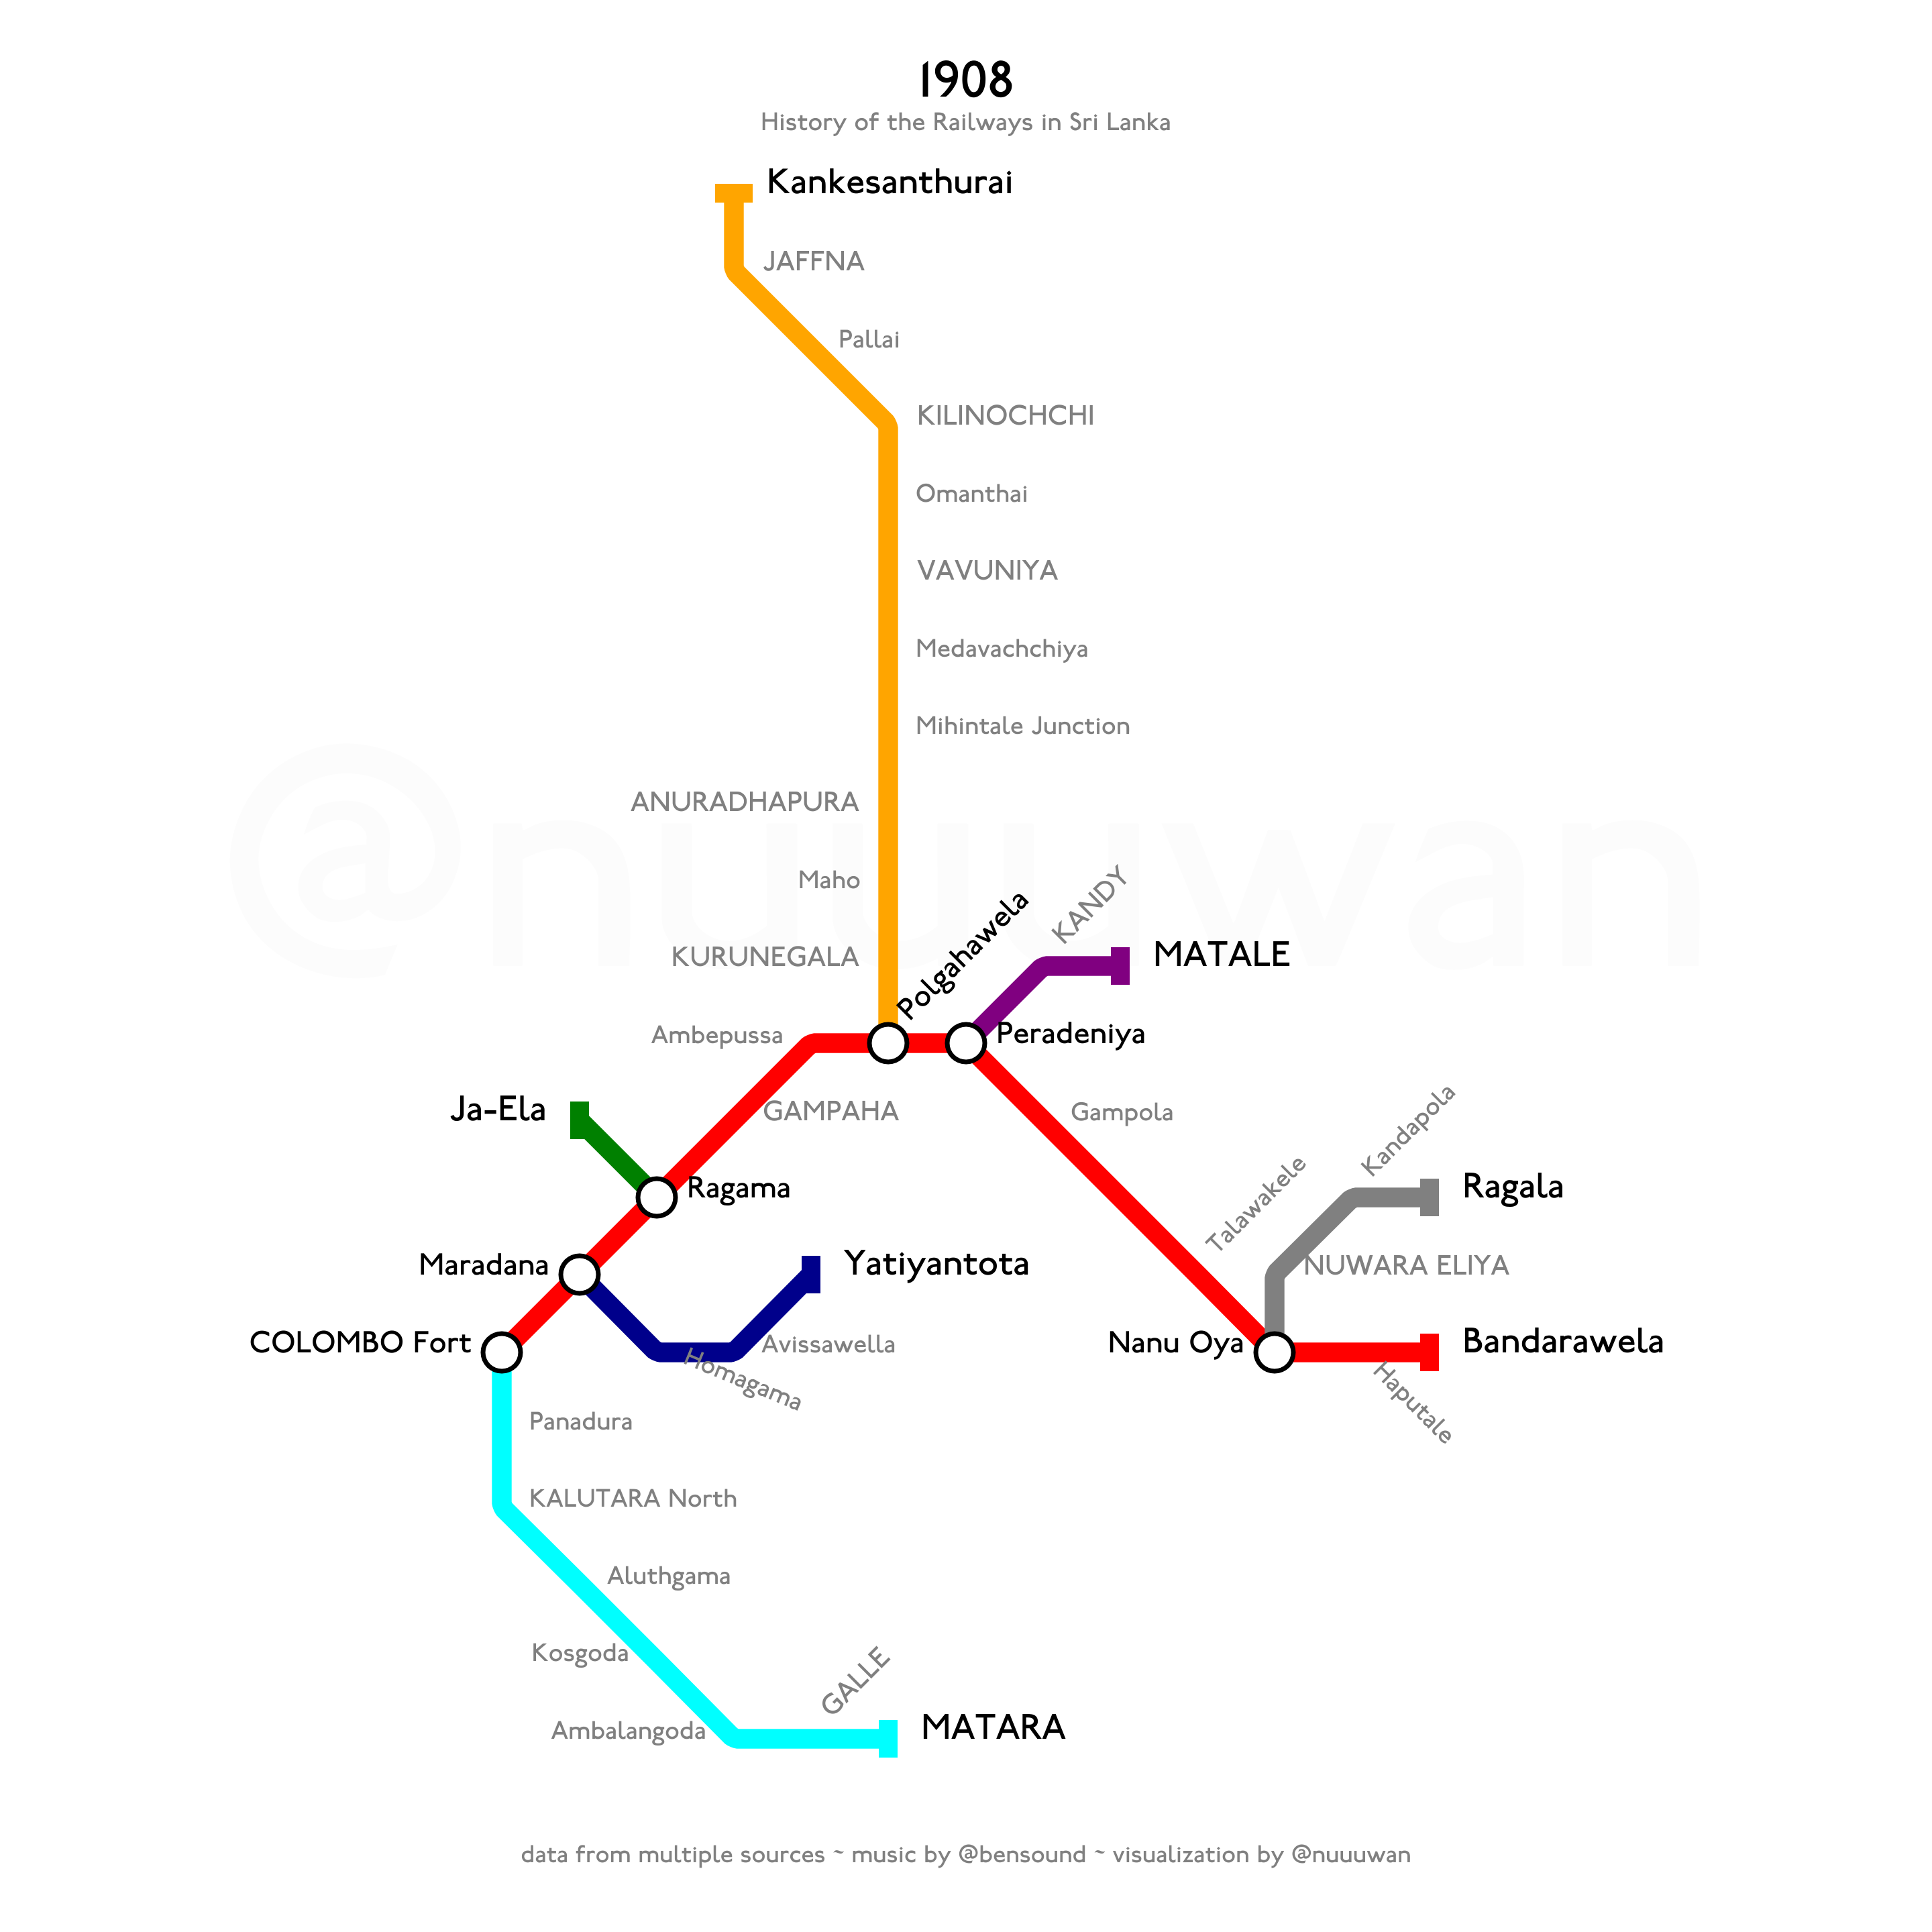 1908
History of the Railways in Sri Lanka
Kankesanthurai
JAFFNA
Pallai
KILINOCHCHI
Omanthai
VAVUNIYA
Medavachchiya
Mihintale Junction
ANURADHAPURA
@nuuuwan
Maho
KANDY
Polgahawela
KURUNEGALA
MATALE
Ambepussa
Peradeniya
Ja-Ela
GAMPAHA
Gampola
Kandapola
Ragama
Talawakele
Ragala
Maradana
Yatiyantota
NUWARA ELIYA
COLOMBO Fort
Avissawella
Nanu Oya
Bandarawela
Homagama
Haputale
Panadura
KALUTARA North
Aluthgama
Kosgoda
GALLE
Ambalangoda
MATARA
data from multiple sources ~ music by @bensound ~ visualization by @nuuuwan